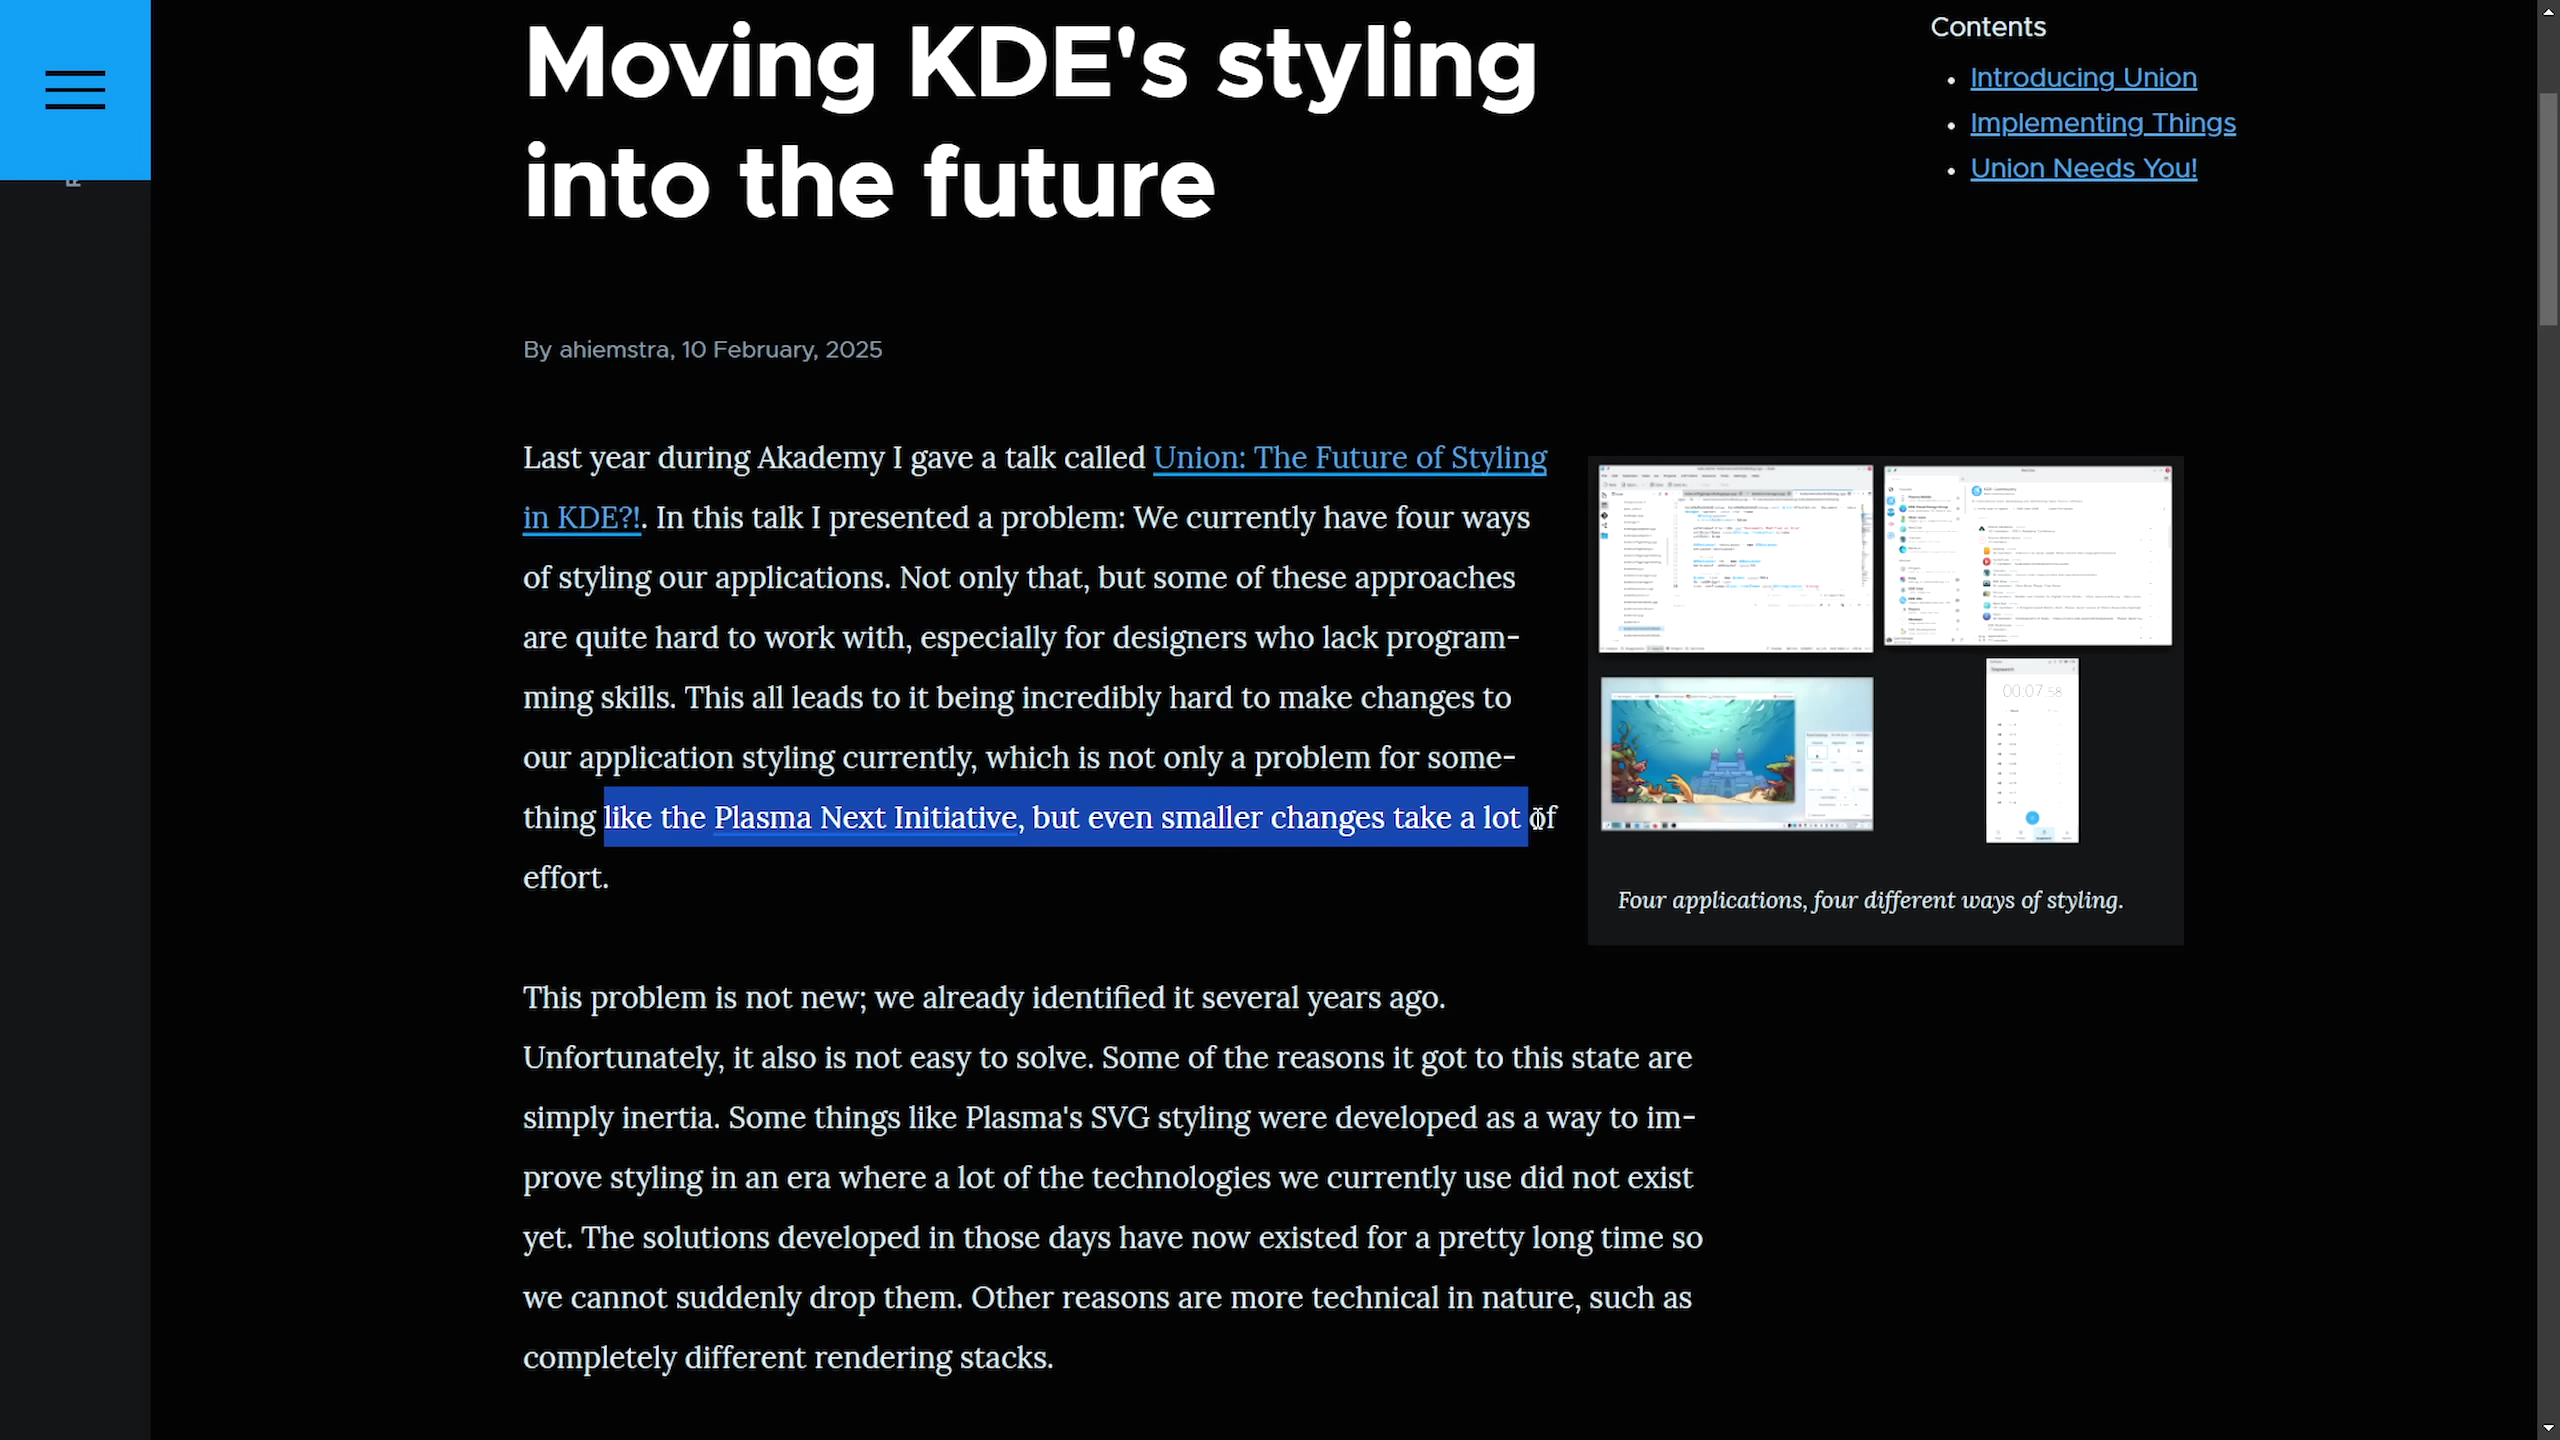 Moving KDE's styling
into the future
By ahiemstra, 10 February, 2025
Last year during Akademy I gave a talk called Union: The Future of Styling
in KDE?!. In this talk I presented a problem: We currently have four ways
of styling our applications. Not only that, but some of these approaches
are quite hard to work with, especially for designers who lack program-
ming skills. This all leads to it being incredibly hard to make changes to
our application styling currently, which is not only a problem for some-
thing like the Plasma Next Initiative, but even smaller changes take a lot of
effort.
This problem is not new; we already identified it several years ago.
Unfortunately, it also is not easy to solve. Some of the reasons it got to this state are
simply inertia. Some things like Plasma's SVG styling were developed as a way to im-
prove styling in an era where a lot of the technologies we currently use did not exist
yet. The solutions developed in those days have now existed for a pretty long time so
we cannot suddenly drop them. Other reasons are more technical in nature, such as
completely different rendering stacks.
00:07.58
Four applications, four different ways of styling.
Contents
Introducing Union
Implementing Things
Union Needs You!